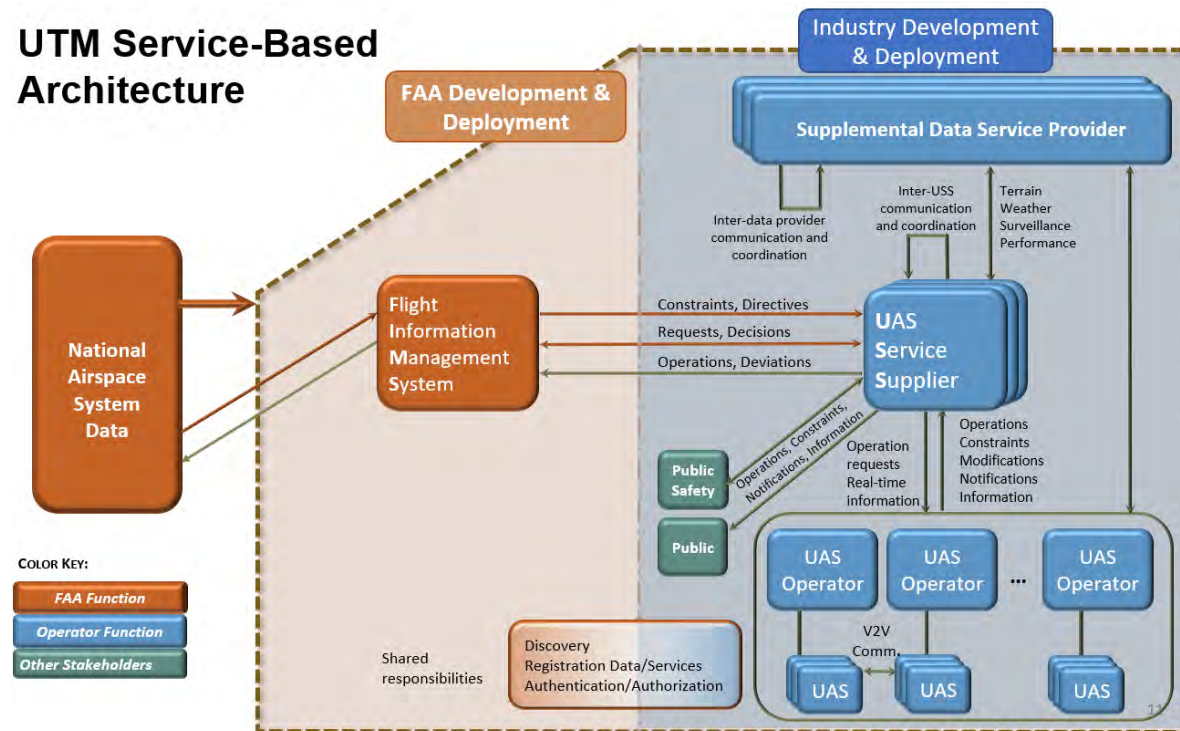 UTM Service-Based
Architecture
FAA Development &
Deployment
Industry Development
& Deployment
Supplemental Data Service Provider
Inter-data provider
communication and
coordination
Inter-USS
communication
and coordination
Terrain
Weather
Surveillance
Performance
National
Airspace
System
Data
Flight
Information
Management
System
Constraints, Directives
Requests, Decisions
Operations, Deviations
UAS
Service
Supplier
Operations, Constraints,
Notifications, Information
Operation
requests
Real-time
information
Operations
Constraints
Modifications
Notifications
Information
Public
Safety
Public
UAS
Operator
UAS
Operator
...
UAS
Operator
V2V
Comm.
UAS
UAS
UAS
COLOR KEY:
FAA Function
Operator Function
Other Stakeholders
Shared
responsibilities
Discovery
Registration Data/Services
Authentication/Authorization
11